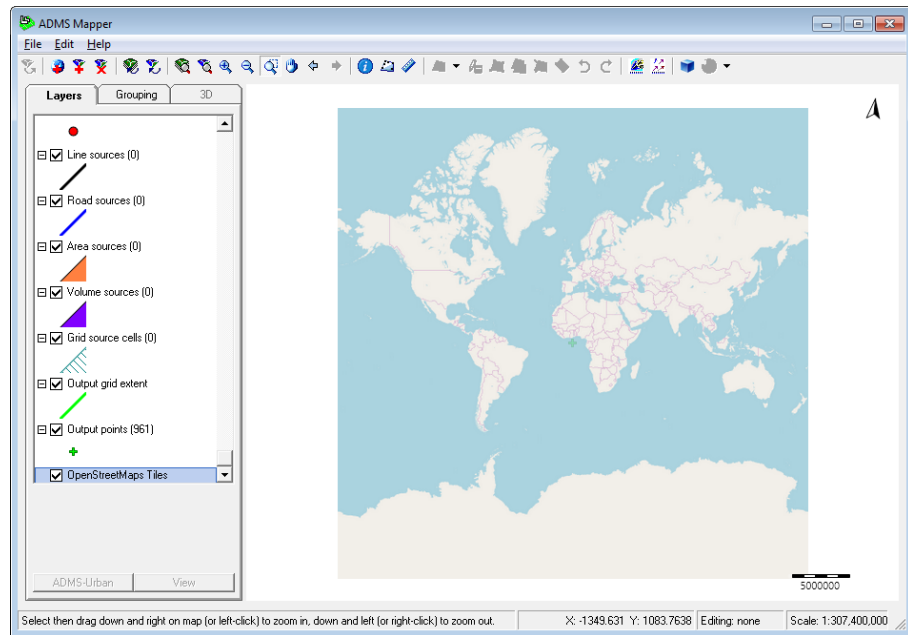 ADMS Mapper
File Edit Help
Layers Grouping 3D
Line sources (0)
Road sources (0)
Area sources (0)
Volume sources (0)
Grid source cells (0)
Output grid extent
Output points (961)
OpenStreetMaps Tiles
ADMS-Urban View
5000000
Select then drag down and right on map (or left-click) to zoom in, down and left (or right-click) to zoom out. X: -1349.631 Y: 1083.7638 Editing: none Scale: 1:307,400,000